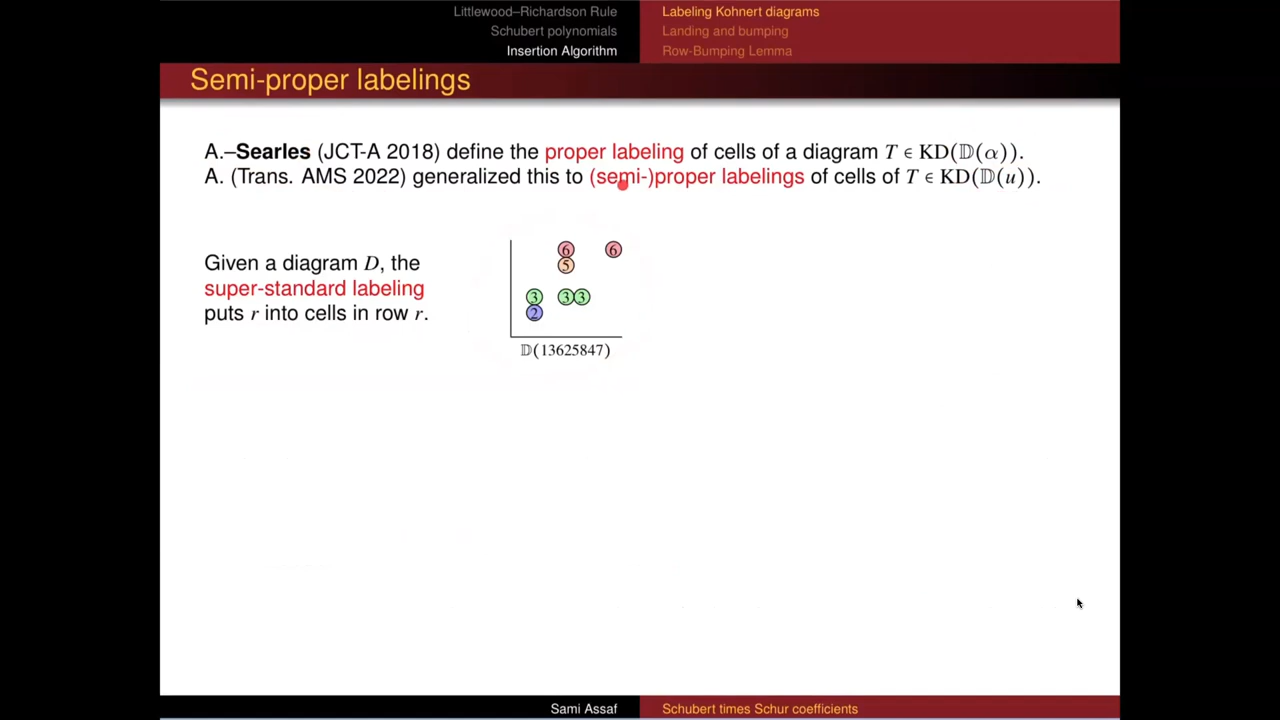 Littlewood–Richardson Rule
Schubert polynomials
Insertion Algorithm
Labeling Kohnert diagrams
Landing and bumping
Row-Bumping Lemma
Semi-proper labelings
A.–Searles (JCT-A 2018) define the proper labeling of cells of a diagram T ∈ KD(𝔻(α)).
A. (Trans. AMS 2022) generalized this to (semi-)proper labelings of cells of T ∈ KD(𝔻(u)).
Given a diagram D, the
super-standard labeling
puts r into cells in row r.
6 6
5
3 3 3
2
𝔻(13625847)
Sami Assaf
Schubert times Schur coefficients